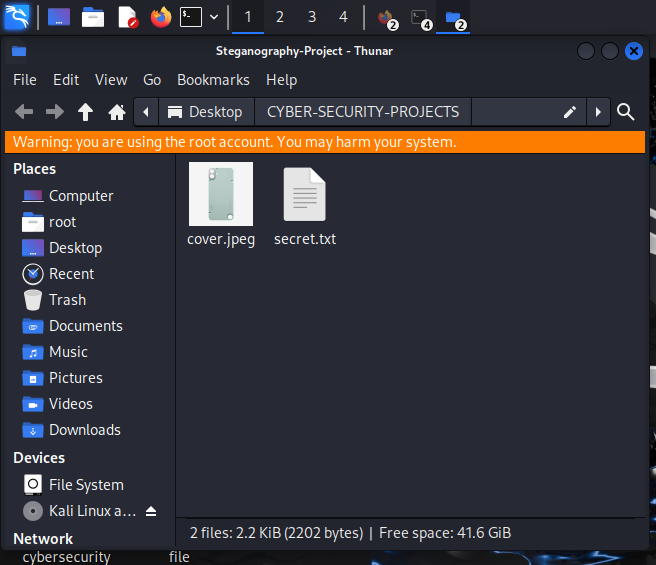 1 2 3 4 2 4 2
Steganography-Project - Thunar
File Edit View Go Bookmarks Help
Desktop CYBER-SECURITY-PROJECTS
Warning: you are using the root account. You may harm your system.
Places
Computer
root
Desktop
Recent
Trash
Documents
Music
Pictures
Videos
Downloads
Devices
File System
Kali Linux a...
Network
cover.jpeg secret.txt
2 files: 2.2 KiB (2202 bytes) | Free space: 41.6 GiB
cybersecurity file